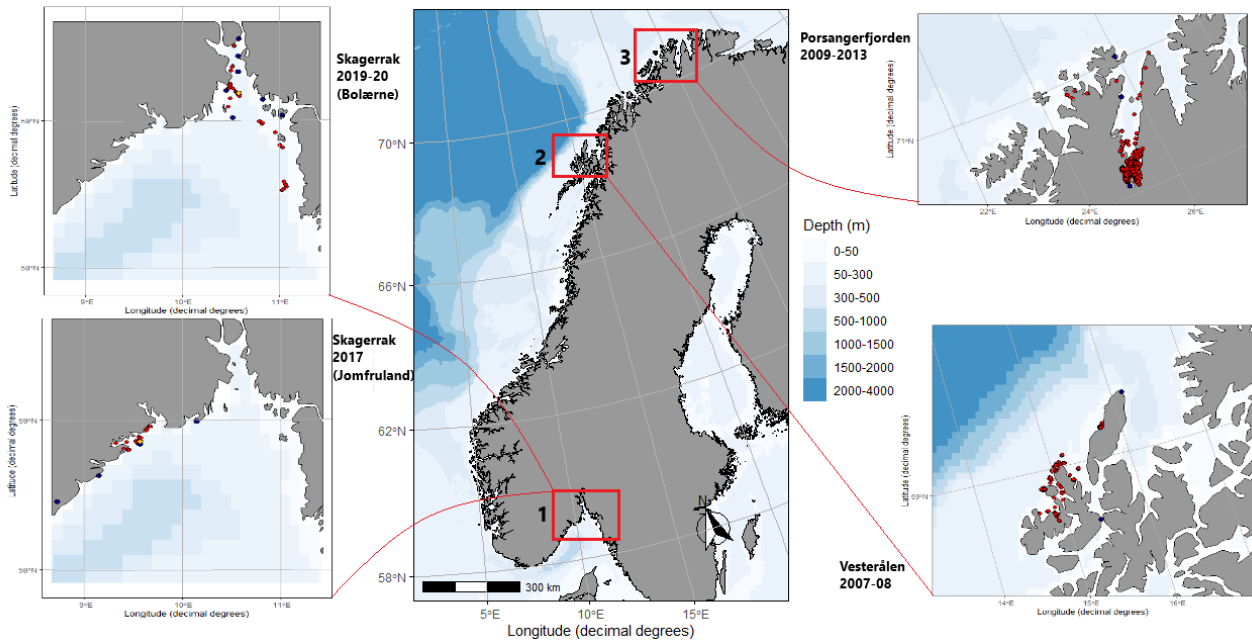 Skagerrak
2019-20
(Bolærne)
Latitude (decimal degrees)
59°N
58°N
9°E 10°E 11°E
Longitude (decimal degrees)
Skagerrak
2017
(Jomfruland)
Latitude (decimal degrees)
59°N
58°N
9°E 10°E 11°E
Longitude (decimal degrees)
3
2
1
70°N
66°N
62°N
58°N
N
300 km
5°E 10°E 15°E
Longitude (decimal degrees)
Porsangerfjorden
2009-2013
Latitude (decimal degrees)
71°N
22°E 24°E 26°E
Longitude (decimal degrees)
Depth (m)
0-50
50-300
300-500
500-1000
1000-1500
1500-2000
2000-4000
Latitude (decimal degrees)
69°N
Vesterålen
2007-08
14°E 15°E 16°E
Longitude (decimal degrees)